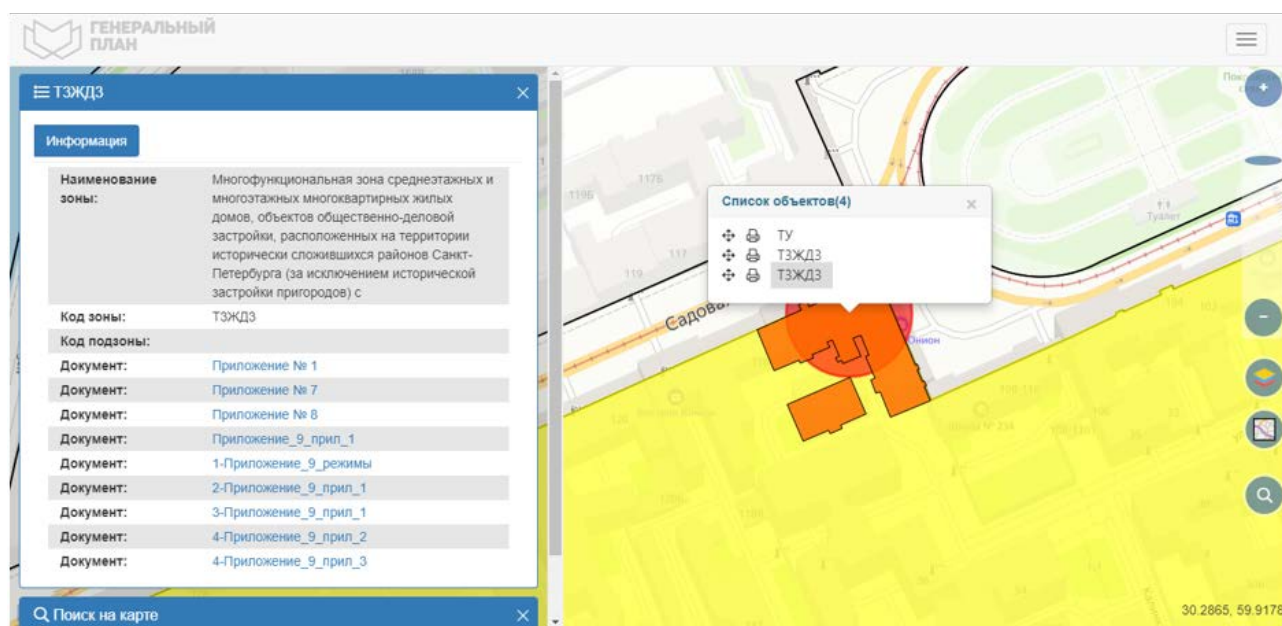 ГЕНЕРАЛЬНЫЙ
ПЛАН
ТЗЖДЗ
Информация
Наименование зоны:
Многофункциональная зона среднеэтажных и
многоэтажных многоквартирных жилых
домов, объектов общественно-деловой
застройки, расположенных на территории
исторически сложившихся районов Санкт-
Петербурга (за исключением исторической
застройки пригородов) с
Код зоны: ТЗЖДЗ
Код подзоны:
Документ: Приложение № 1
Документ: Приложение № 7
Документ: Приложение № 8
Документ: Приложение_9_прил_1
Документ: 1-Приложение_9_режимы
Документ: 2-Приложение_9_прил_1
Документ: 3-Приложение_9_прил_1
Документ: 4-Приложение_9_прил_2
Документ: 4-Приложение_9_прил_3
Поиск на карте
Список объектов(4)
ТУ
ТЗЖДЗ
ТЗЖДЗ
1176
117
119
Туалет
30.2865, 59.9178